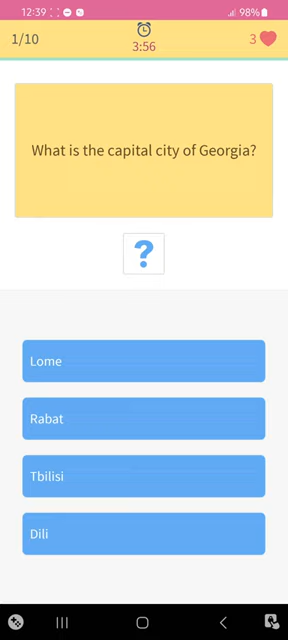 12:39 98%
1/10
3:56
3
What is the capital city of Georgia?
?
Lome
Rabat
Tbilisi
Dili